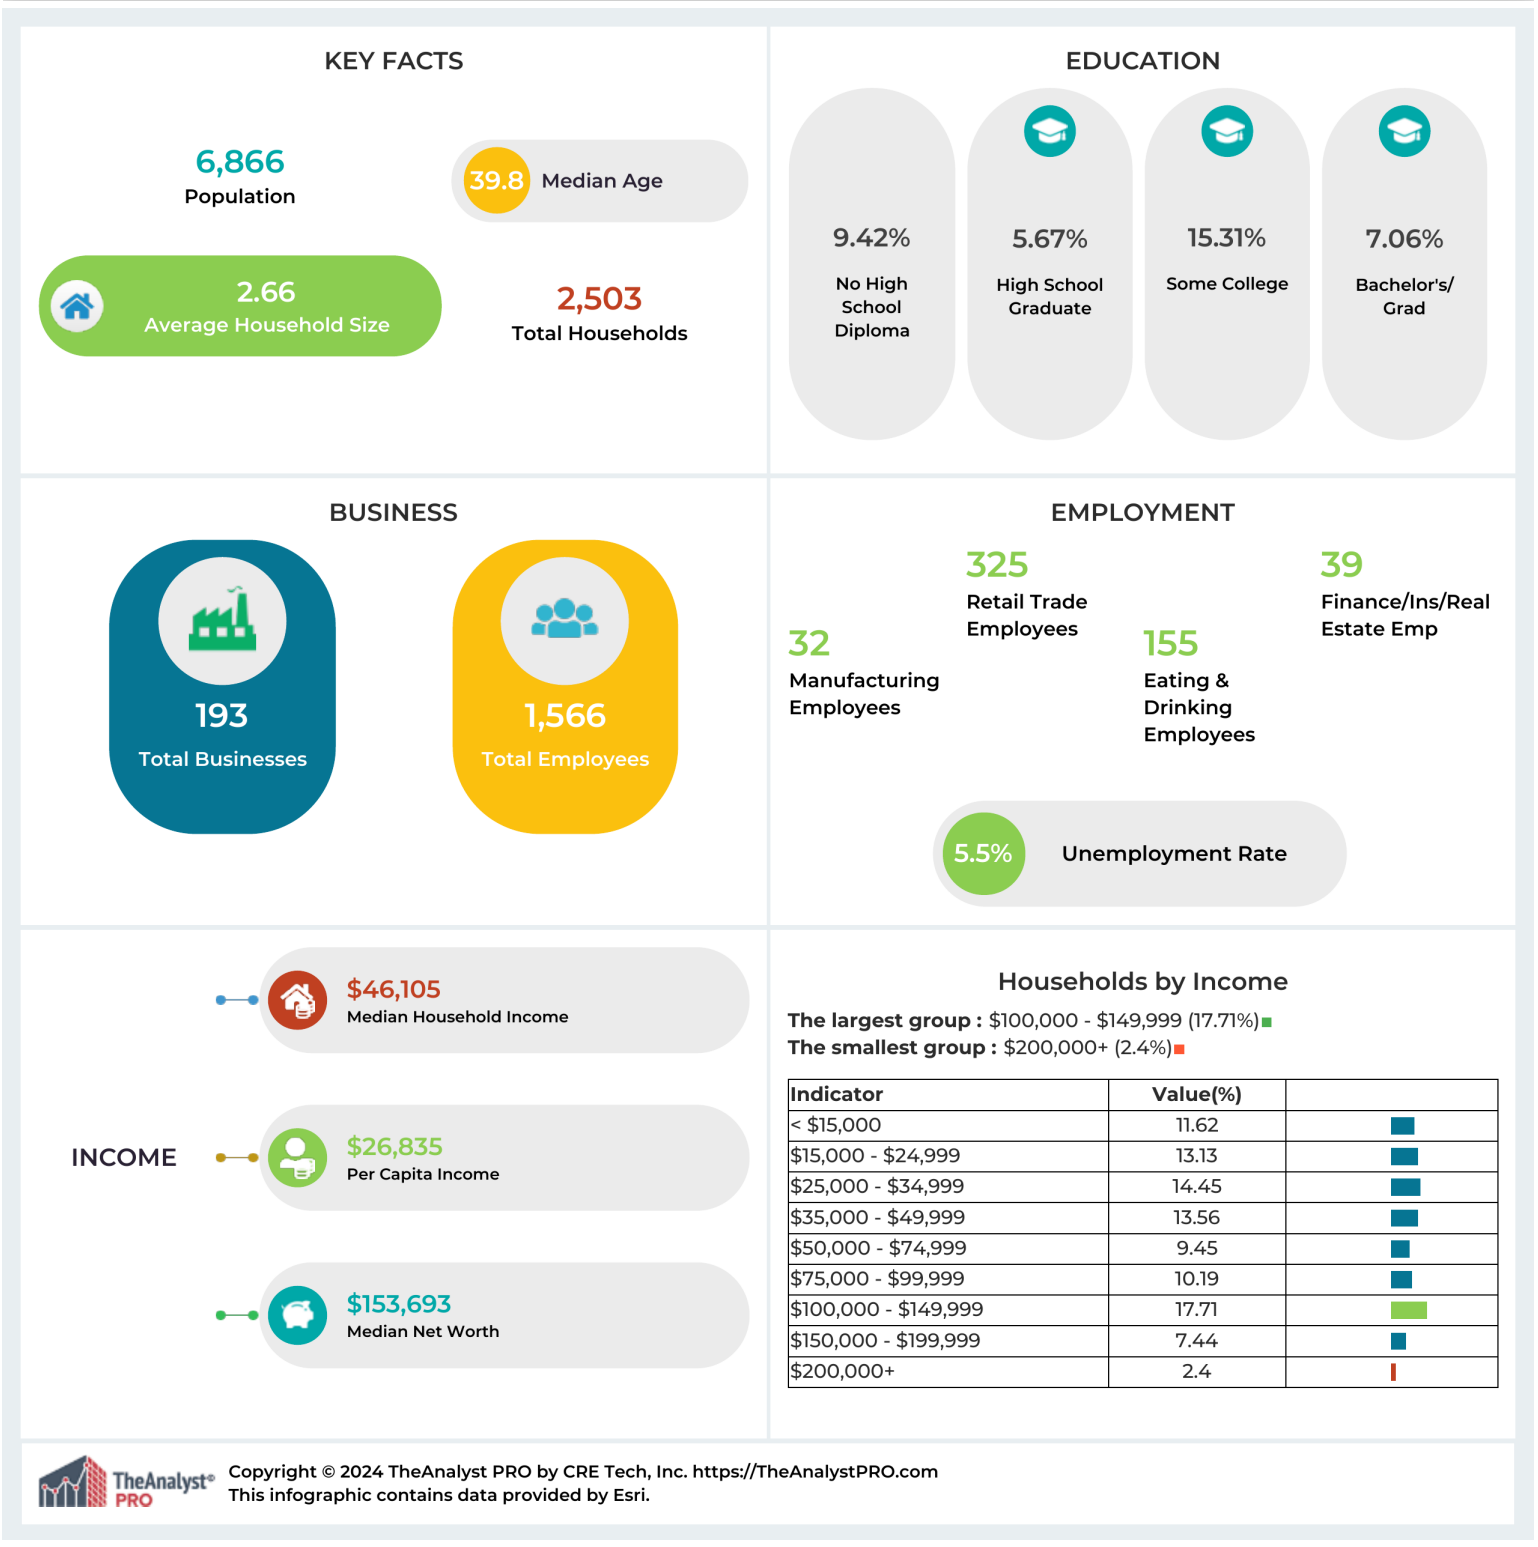 KEY FACTS
6,866
Population
39.8 Median Age
2.66
Average Household Size
2,503
Total Households
EDUCATION
9.42%
No High
School
Diploma
5.67%
High School
Graduate
15.31%
Some College
7.06%
Bachelor's/
Grad
BUSINESS
193
Total Businesses
1,566
Total Employees
EMPLOYMENT
32
Manufacturing
Employees
325
Retail Trade
Employees
155
Eating &
Drinking
Employees
39
Finance/Ins/Real
Estate Emp
5.5% Unemployment Rate
INCOME
$46,105
Median Household Income
$26,835
Per Capita Income
$153,693
Median Net Worth
Households by Income
The largest group : $100,000 - $149,999 (17.71%)
The smallest group : $200,000+ (2.4%)
Indicator Value(%)
< $15,000 11.62
$15,000 - $24,999 13.13
$25,000 - $34,999 14.45
$35,000 - $49,999 13.56
$50,000 - $74,999 9.45
$75,000 - $99,999 10.19
$100,000 - $149,999 17.71
$150,000 - $199,999 7.44
$200,000+ 2.4
TheAnalyst®
PRO
Copyright © 2024 TheAnalyst PRO by CRE Tech, Inc. https://TheAnalystPRO.com
This infographic contains data provided by Esri.